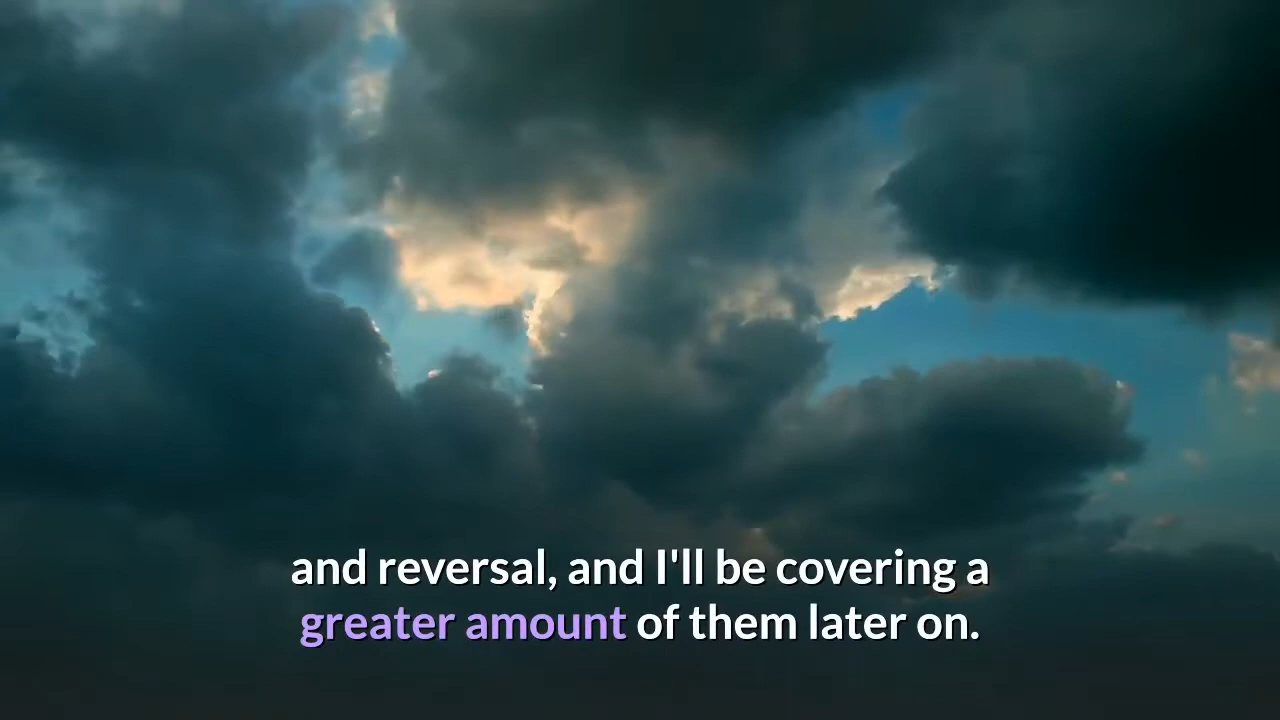 and reversal, and I'll be covering a
greater amount of them later on.